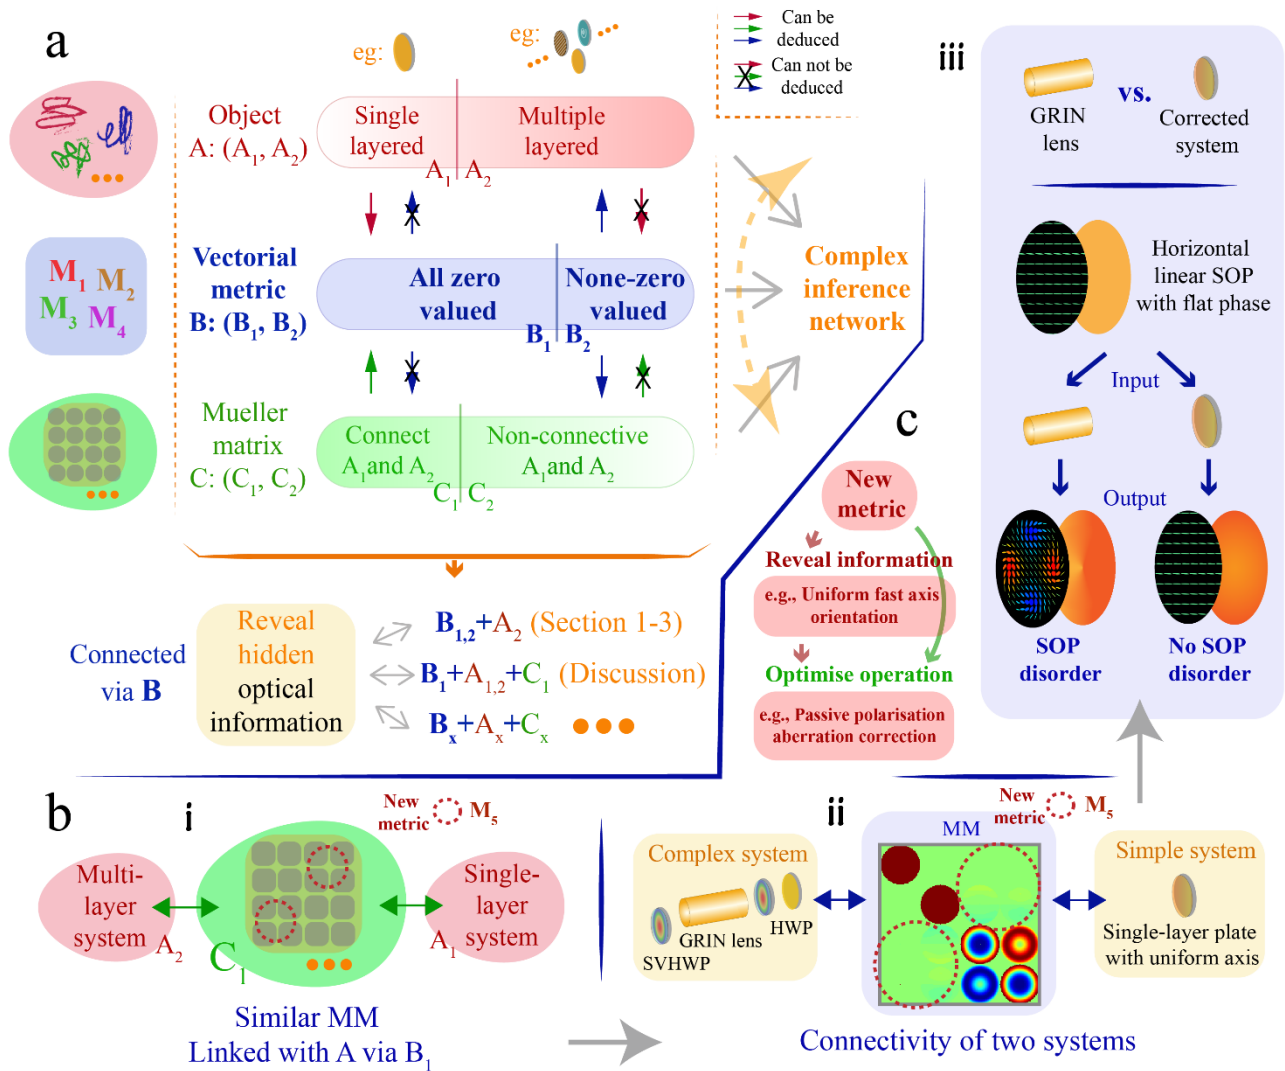 a
eg:
eg:
Can be
deduced
Can not be
deduced
X
Object
A: (A1, A2)
Single
layered
Multiple
layered
A1 A2
X
X
Vectorial
metric
B: (B1, B2)
All zero
valued
None-zero
valued
B1 B2
M1 M2
M3 M4
X
X
Mueller
matrix
C: (C1, C2)
Connect
A1 and A2
Non-connective
A1 and A2
C1 C2
Complex
inference
network
Connected
via B
Reveal
hidden
optical
information
B1,2+A2 (Section 1-3)
B1+A1,2+C1 (Discussion)
Bx+Ax+Cx
c
New
metric
Reveal information
e.g., Uniform fast axis
orientation
Optimise operation
e.g., Passive polarisation
aberration correction
iii
GRIN
lens
vs.
Corrected
system
Horizontal
linear SOP
with flat phase
Input
Output
SOP
disorder
No SOP
disorder
b
i
New
metric
M5
Multi-
layer
system
A2
C1
Single-
layer
system
A1
Similar MM
Linked with A via B1
ii
New
metric
M5
MM
Complex system
GRIN lens
HWP
SVHWP
Simple system
Single-layer plate
with uniform axis
Connectivity of two systems